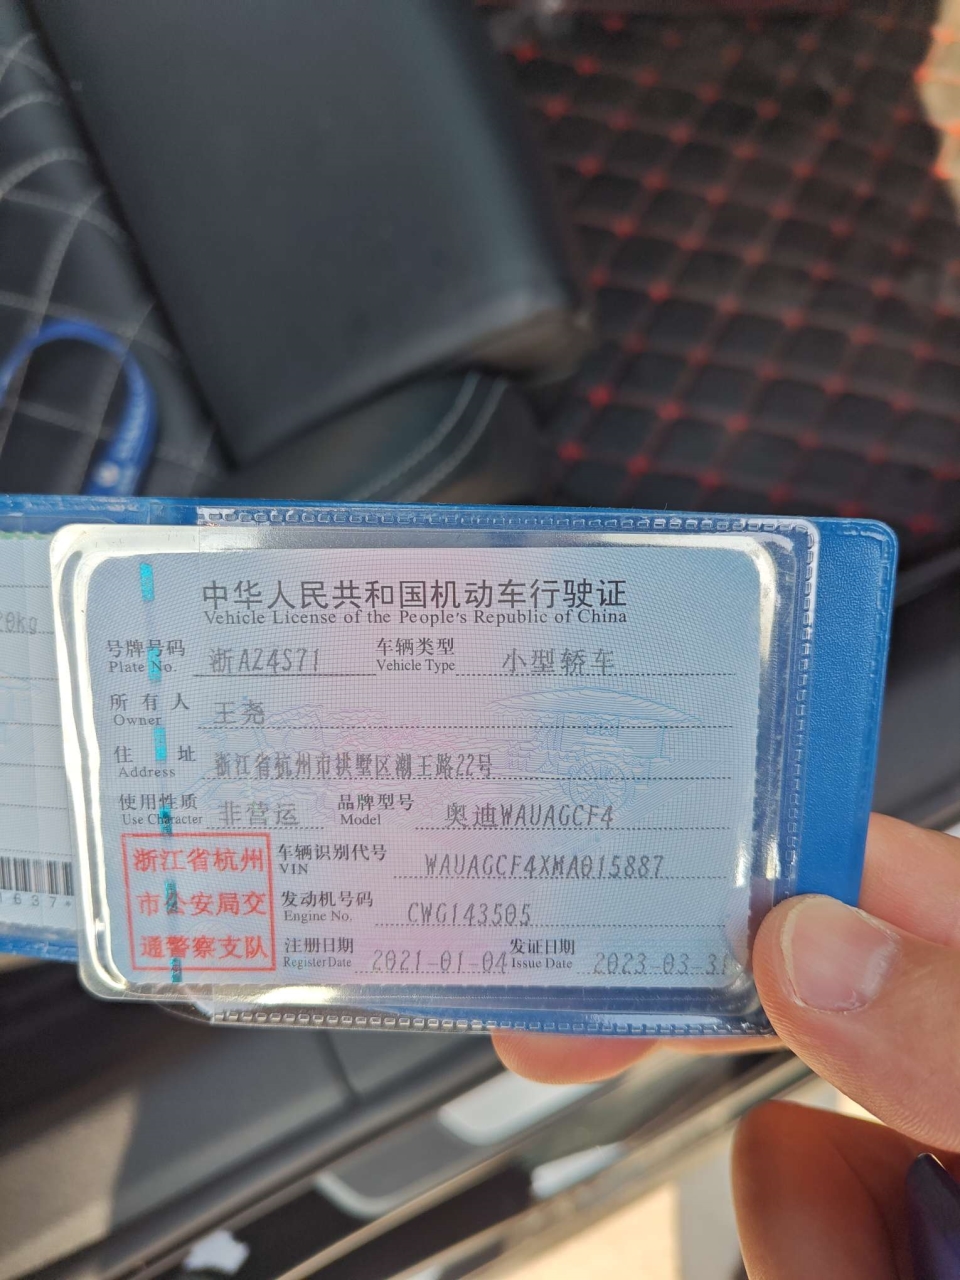 中华人民共和国机动车行驶证
Vehicle License of the People's Republic of China
号牌号码 浙AZ4S71 车辆类型 小型轿车
Plate No. Vehicle Type
所有人 王尧
Owner
住址 浙江省杭州市拱墅区潮王路22号
Address
使用性质 非营运 品牌型号 奥迪WAUAGCF4
Use Character Model
浙江省杭州
市公安局交
通警察支队
车辆识别代号 WAUAGCF4XMA015887
VIN
发动机号码 CWG143505
Engine No.
注册日期 2021-01-04 发证日期 2023-03-31
Register Date Issue Date